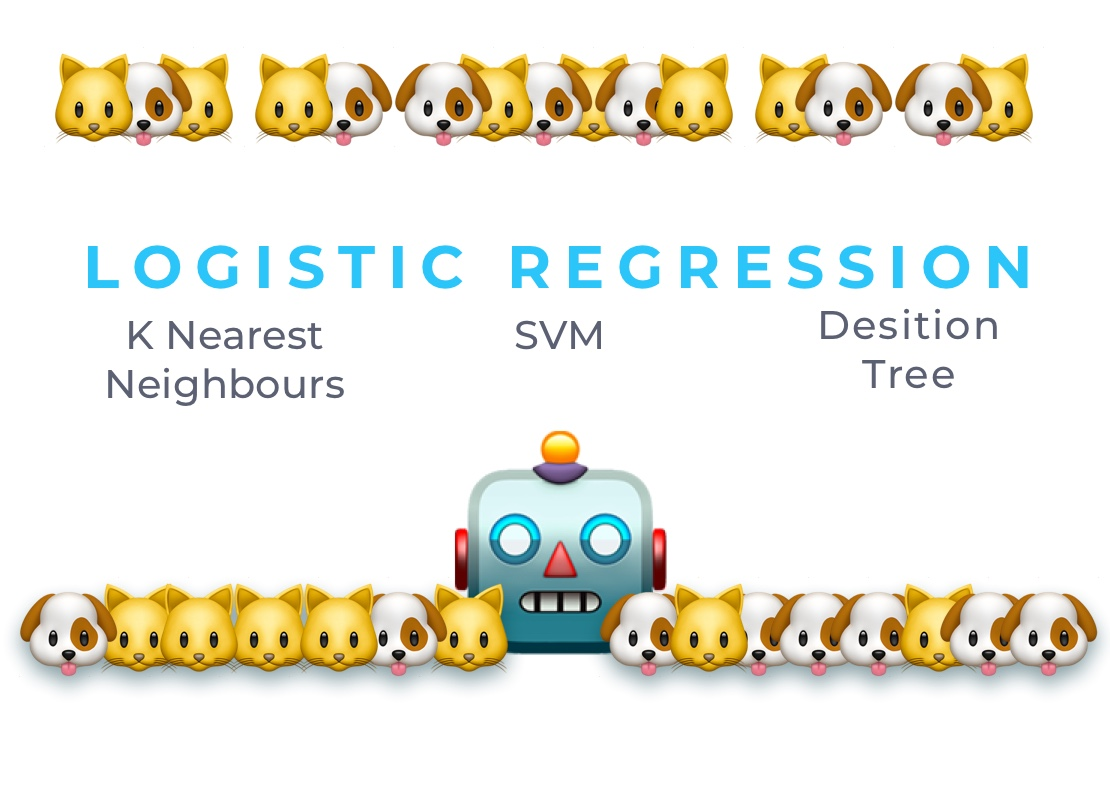 LOGISTIC REGRESSION
K Nearest
Neighbours
SVM
Desition
Tree